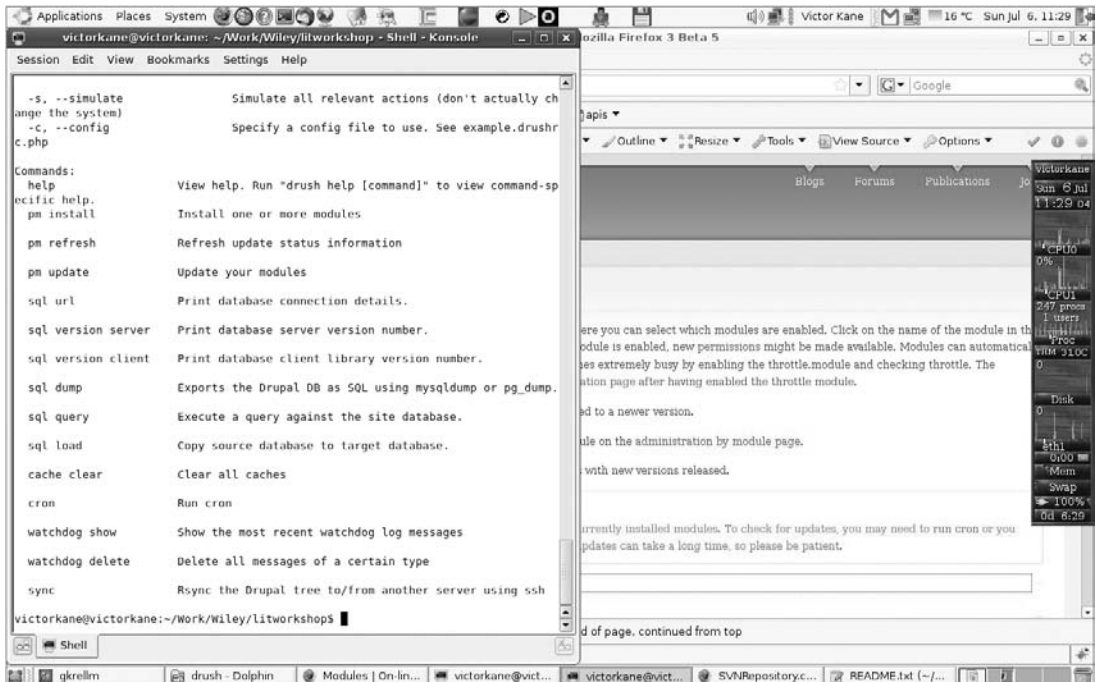 Applications Places System
Victor Kane
16 °C Sun Jul 6, 11:29
victorkane@victorkane: ~/Work/Wiley/litworkshop - Shell - Konsole
ozilla Firefox 3 Beta 5
Session Edit View Bookmarks Settings Help
-s, --simulate Simulate all relevant actions (don't actually ch
ange the system)
-c, --config Specify a config file to use. See example.drushr
c.php
Commands:
help View help. Run "drush help [command]" to view command-sp
ecific help.
pm install Install one or more modules
pm refresh Refresh update status information
pm update Update your modules
sql url Print database connection details.
sql version server Print database server version number.
sql version client Print database client library version number.
sql dump Exports the Drupal DB as SQL using mysqldump or pg_dump.
sql query Execute a query against the site database.
sql load Copy source database to target database.
cache clear Clear all caches
cron Run cron
watchdog show Show the most recent watchdog log messages
watchdog delete Delete all messages of a certain type
sync Rsync the Drupal tree to/from another server using ssh
victorkane@victorkane:~/Work/Wiley/litworkshop$
Shell
Google
apis
Outline Resize Tools View Source Options
Blogs Forums Publications Jo
ere you can select which modules are enabled. Click on the name of the module in th
odule is enabled, new permissions might be made available. Modules can automatical
es extremely busy by enabling the throttle.module and checking throttle. The
ation page after having enabled the throttle module.
ed to a newer version.
ule on the administration by module page.
with new versions released.
urrently installed modules. To check for updates, you may need to run cron or you
pdates can take a long time, so please be patient.
d of page, continued from top
victorkane
Sun 6 Jul
11:29 04
CPU0
0%
CPU1
247 procs
1 users
Proc
THM 31.0C
0
Disk
0
eth1
0:00
Mem
Swap
100%
0d 6:29
gkrellm
drush - Dolphin
Modules | On-lin...
victorkane@vict...
victorkane@vict...
SVNRepository.c...
README.txt (~/...